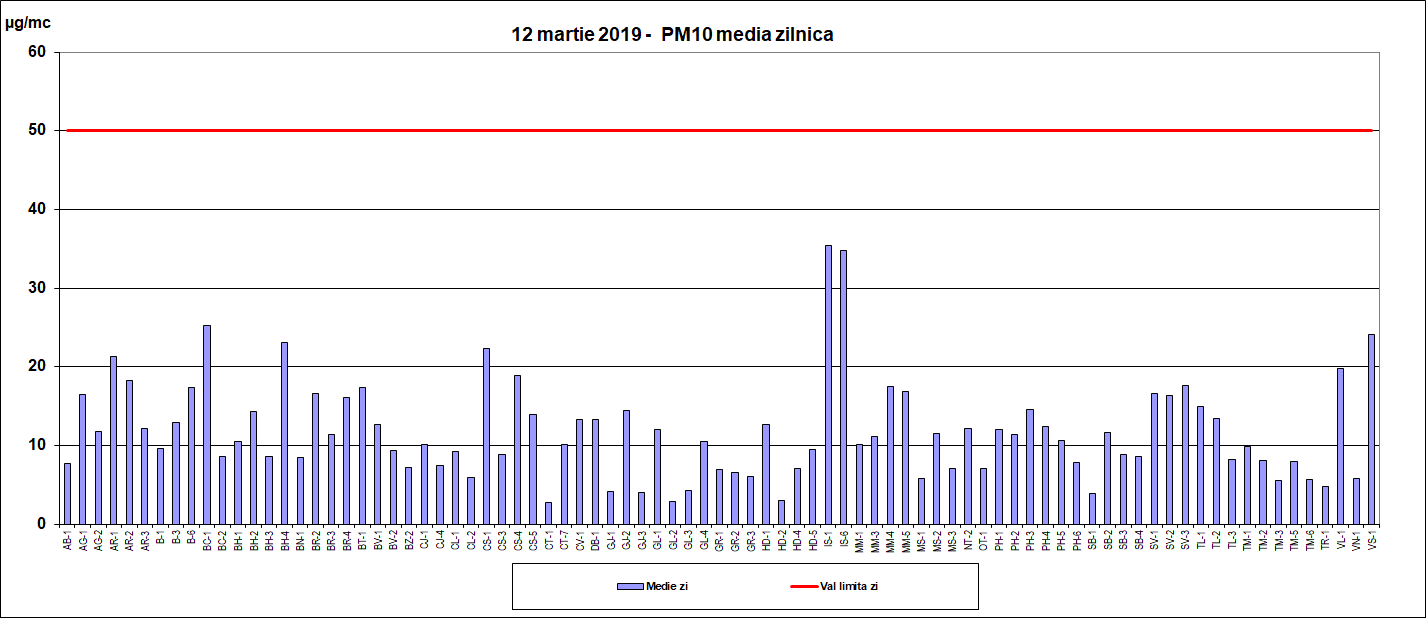 µg/mc
12 martie 2019 - PM10 media zilnica
60
50
40
30
20
10
0
AB-1 AG-1 AG-2 AR-1 AR-2 AR-3 B-1 B-3 B-6 BC-1 BC-2 BH-1 BH-2 BH-3 BH-4 BN-1 BR-2 BR-3 BR-4 BT-1 BV-1 BV-2 BZ-2 CJ-1 CJ-4 CL-1 CL-2 CS-1 CS-3 CS-4 CS-5 CT-1 CT-7 CV-1 DB-1 GJ-1 GJ-2 GJ-3 GL-1 GL-2 GL-3 GL-4 GR-1 GR-2 GR-3 HD-1 HD-2 HD-4 HD-5 IS-1 IS-6 MM-1 MM-3 MM-4 MM-5 MS-1 MS-2 MS-3 NT-2 OT-1 PH-1 PH-2 PH-3 PH-4 PH-5 PH-6 SB-1 SB-2 SB-3 SB-4 SV-1 SV-2 SV-3 TL-1 TL-2 TL-3 TM-1 TM-2 TM-3 TM-5 TM-6 TR-1 VL-1 VN-1 VS-1
Medie zi Val limita zi